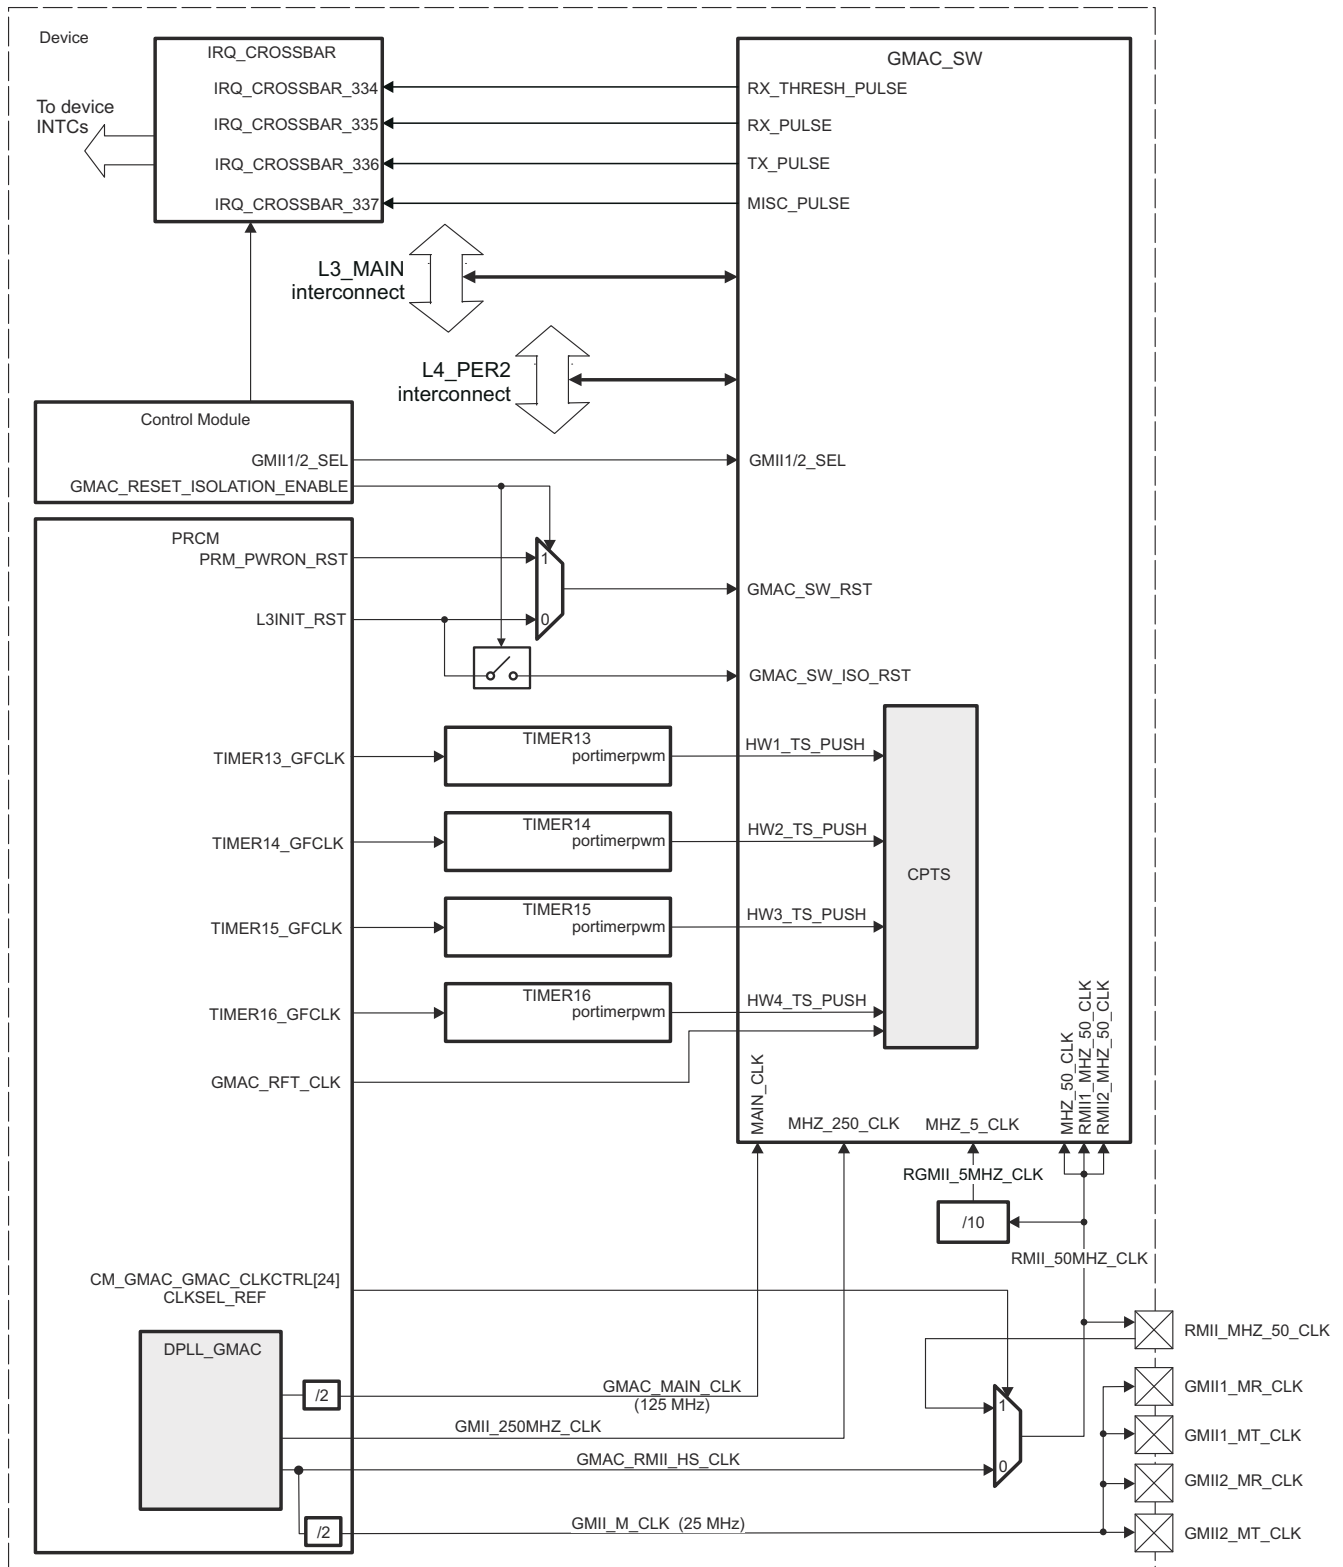 Device
IRQ_CROSSBAR
GMAC_SW
IRQ_CROSSBAR_334
RX_THRESH_PULSE
To device
INTCs
IRQ_CROSSBAR_335
RX_PULSE
IRQ_CROSSBAR_336
TX_PULSE
IRQ_CROSSBAR_337
MISC_PULSE
L3_MAIN
interconnect
L4_PER2
interconnect
Control Module
GMII1/2_SEL
GMII1/2_SEL
GMAC_RESET_ISOLATION_ENABLE
PRCM
PRM_PWRON_RST
1
GMAC_SW_RST
L3INIT_RST
0
GMAC_SW_ISO_RST
TIMER13_GFCLK
TIMER13
portimerpwm
HW1_TS_PUSH
TIMER14_GFCLK
TIMER14
portimerpwm
HW2_TS_PUSH
CPTS
TIMER15_GFCLK
TIMER15
portimerpwm
HW3_TS_PUSH
TIMER16_GFCLK
TIMER16
portimerpwm
HW4_TS_PUSH
GMAC_RFT_CLK
MAIN_CLK
MHZ_250_CLK
MHZ_5_CLK
MHZ_50_CLK
RMII1_MHZ_50_CLK
RMII2_MHZ_50_CLK
RGMII_5MHZ_CLK
/10
RMII_50MHZ_CLK
CM_GMAC_GMAC_CLKCTRL[24]
CLKSEL_REF
RMII_MHZ_50_CLK
DPLL_GMAC
/2
GMAC_MAIN_CLK
(125 MHz)
1
GMII1_MR_CLK
GMII_250MHZ_CLK
GMII1_MT_CLK
GMAC_RMII_HS_CLK
0
GMII2_MR_CLK
/2
GMII_M_CLK (25 MHz)
GMII2_MT_CLK